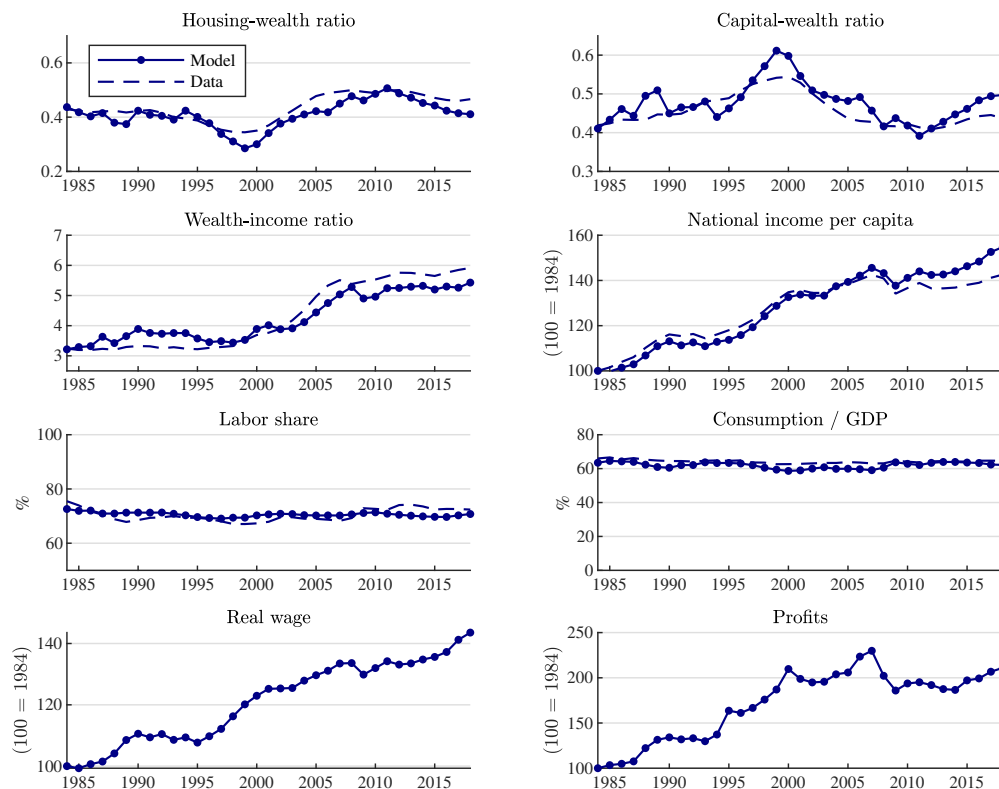 Housing-wealth ratio
0.6
0.4
0.2
Model
Data
1985 1990 1995 2000 2005 2010 2015
Capital-wealth ratio
0.6
0.5
0.4
0.3
1985 1990 1995 2000 2005 2010 2015
Wealth-income ratio
7
6
5
4
3
1985 1990 1995 2000 2005 2010 2015
National income per capita
(100 = 1984)
160
140
120
100
1985 1990 1995 2000 2005 2010 2015
Labor share
%
100
80
60
1985 1990 1995 2000 2005 2010 2015
Consumption / GDP
%
80
60
40
20
0
1985 1990 1995 2000 2005 2010 2015
Real wage
(100 = 1984)
140
120
100
1985 1990 1995 2000 2005 2010 2015
Profits
(100 = 1984)
250
200
150
100
1985 1990 1995 2000 2005 2010 2015